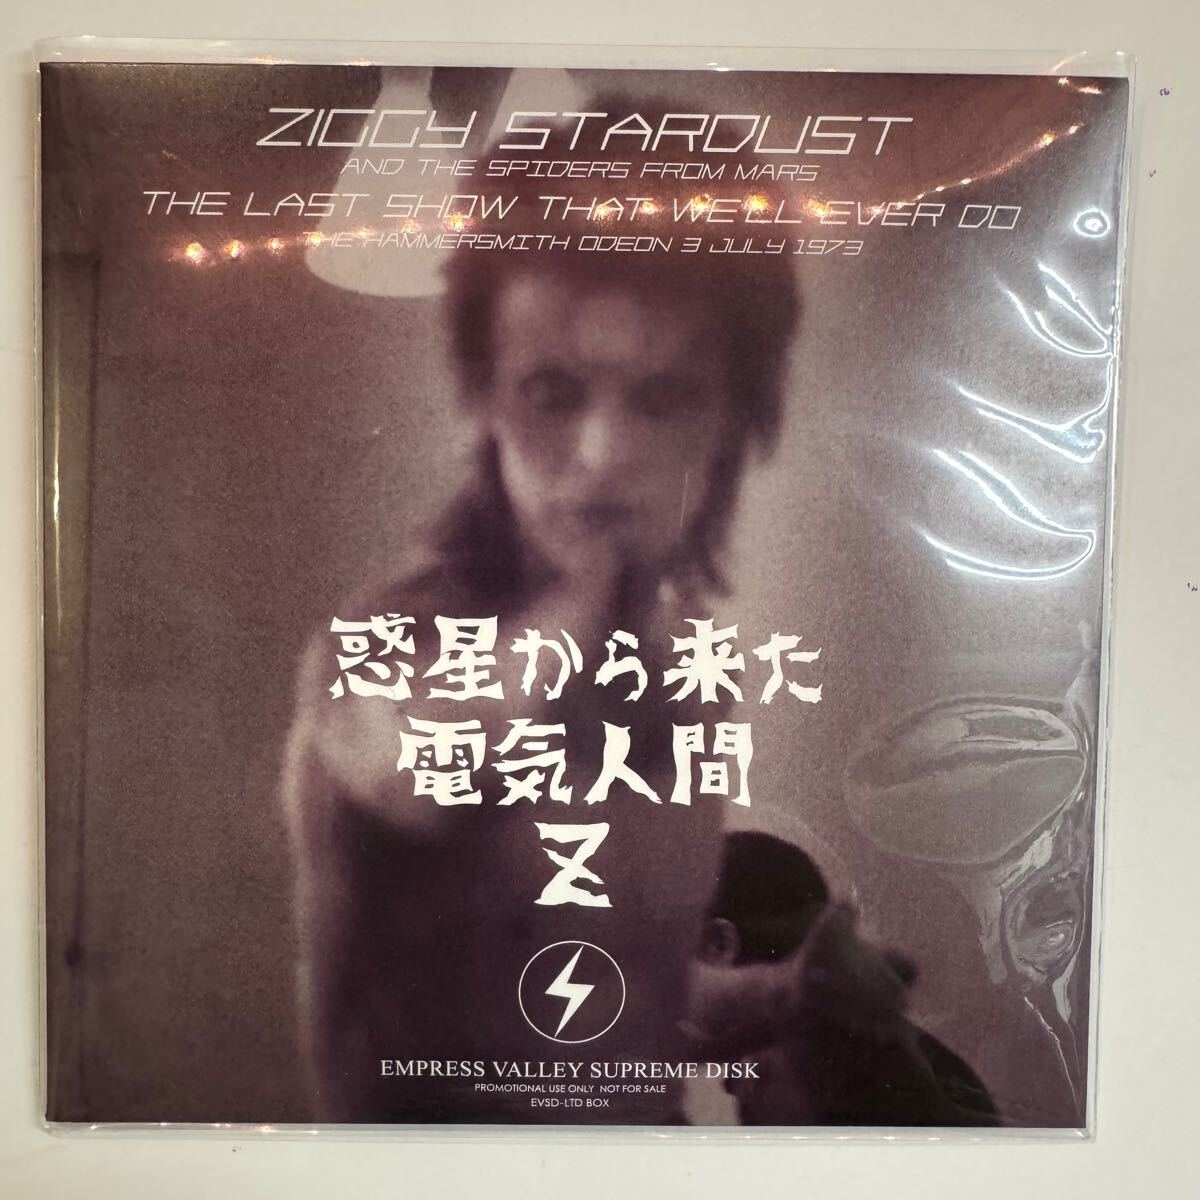 ZIGGY STARDUST
AND THE SPIDERS FROM MARS
THE LAST SHOW THAT WE'LL EVER DO
THE HAMMERSMITH ODEON 3 JULY 1973
惑星から来た
電気人間
Z
EMPRESS VALLEY SUPREME DISK
PROMOTIONAL USE ONLY NOT FOR SALE
EVSD-LTD BOX